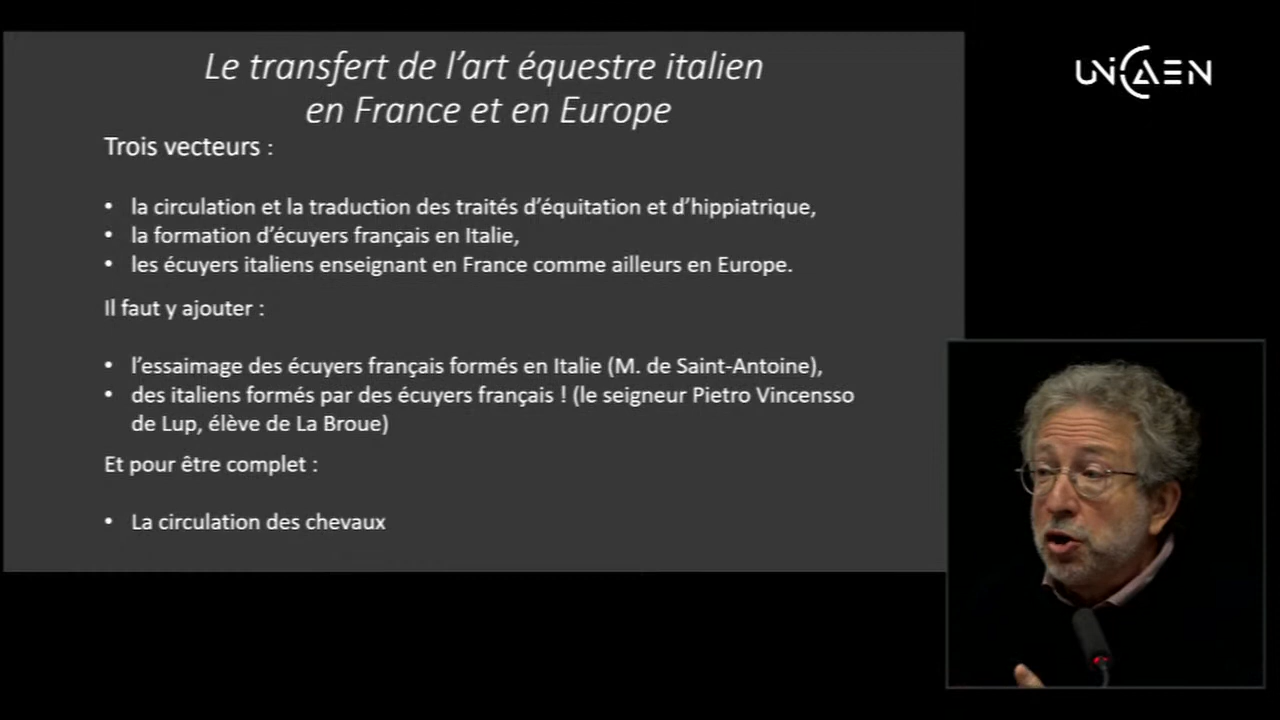 Le transfert de l'art équestre italien
en France et en Europe
Trois vecteurs :
• la circulation et la traduction des traités d'équitation et d'hippiatrique,
• la formation d'écuyers français en Italie,
• les écuyers italiens enseignant en France comme ailleurs en Europe.
Il faut y ajouter :
• l'essaimage des écuyers français formés en Italie (M. de Saint-Antoine),
• des italiens formés par des écuyers français ! (le seigneur Pietro Vincensso
de Lup, élève de La Broue)
Et pour être complet :
• La circulation des chevaux
UNICAEN